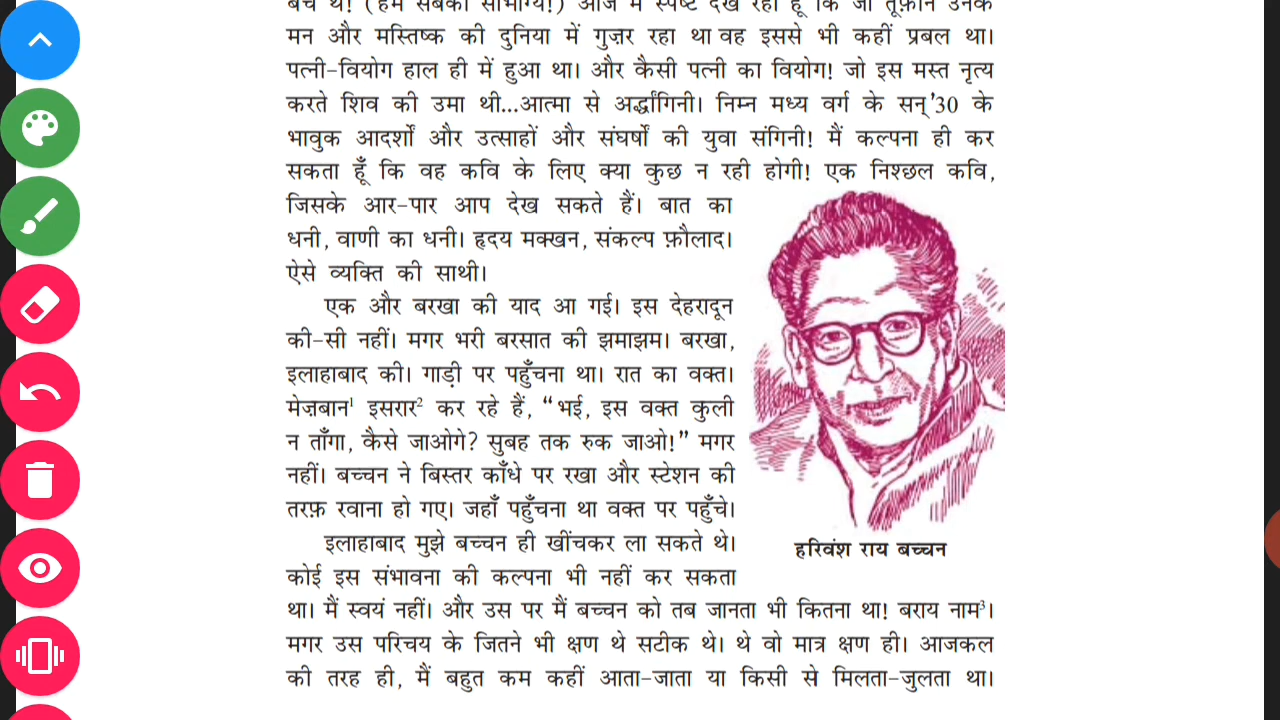 बचे थे! (हम सबका सौभाग्य!) आज मैं स्पष्ट देख रहा हूँ कि जो तूफ़ान उनके
मन और मस्तिष्क की दुनिया में गुज़र रहा था वह इससे भी कहीं प्रबल था।
पत्नी-वियोग हाल ही में हुआ था। और कैसी पत्नी का वियोग! जो इस मस्त नृत्य
करते शिव की उमा थी...आत्मा से अर्द्धांगिनी। निम्न मध्य वर्ग के सन् '30 के
भावुक आदर्शों और उत्साहों और संघर्षों की युवा संगिनी! मैं कल्पना ही कर
सकता हूँ कि वह कवि के लिए क्या कुछ न रही होगी! एक निश्छल कवि,
जिसके आर-पार आप देख सकते हैं। बात का
धनी, वाणी का धनी। हृदय मक्खन, संकल्प फ़ौलाद।
ऐसे व्यक्ति की साथी।
एक और बरखा की याद आ गई। इस देहरादून
की-सी नहीं। मगर भरी बरसात की झमाझम। बरखा,
इलाहाबाद की। गाड़ी पर पहुँचना था। रात का वक्त।
मेज़बान¹ इसरार² कर रहे हैं, “भई, इस वक्त कुली
न ताँगा, कैसे जाओगे? सुबह तक रुक जाओ!” मगर
नहीं। बच्चन ने बिस्तर काँधे पर रखा और स्टेशन की
तरफ़ रवाना हो गए। जहाँ पहुँचना था वक्त पर पहुँचे।
इलाहाबाद मुझे बच्चन ही खींचकर ला सकते थे।
हरिवंश राय बच्चन
कोई इस संभावना की कल्पना भी नहीं कर सकता
था। मैं स्वयं नहीं। और उस पर मैं बच्चन को तब जानता भी कितना था! बराय नाम³।
मगर उस परिचय के जितने भी क्षण थे सटीक थे। थे वो मात्र क्षण ही। आजकल
की तरह ही, मैं बहुत कम कहीं आता-जाता या किसी से मिलता-जुलता था।